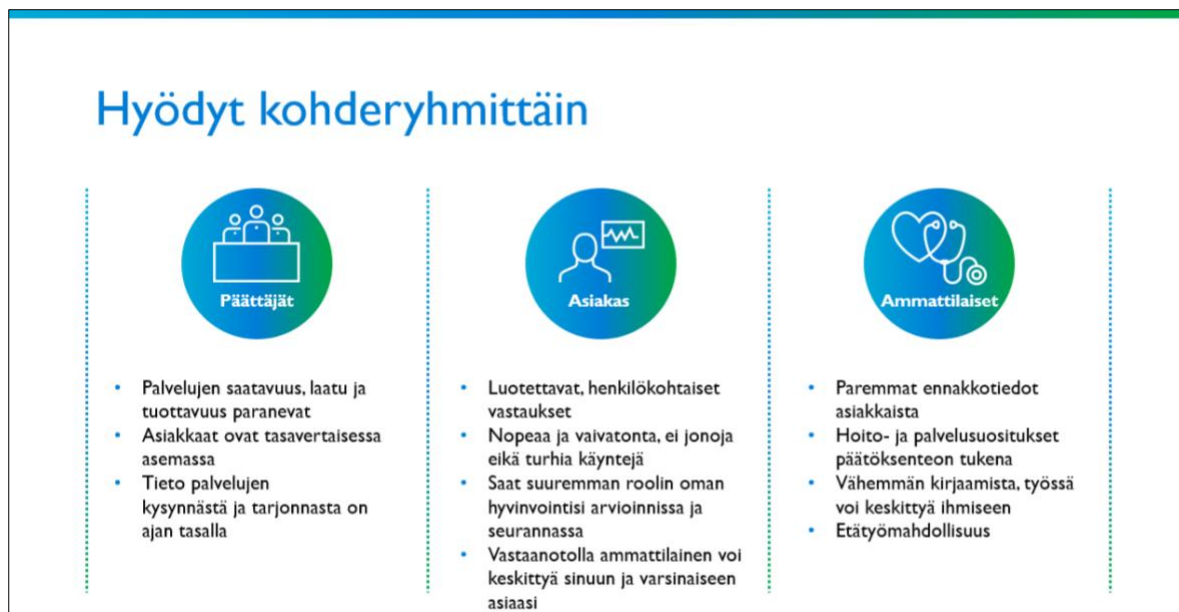 Hyödyt kohderyhmittäin
Päättäjät
• Palvelujen saatavuus, laatu ja
tuottavuus paranevat
• Asiakkaat ovat tasavertaisessa
asemassa
• Tieto palvelujen
kysynnästä ja tarjonnasta on
ajan tasalla
Asiakas
• Luotettavat, henkilökohtaiset
vastaukset
• Nopeaa ja vaivatonta, ei jonoja
eikä turhia käyntejä
• Saat suuremman roolin oman
hyvinvointisi arvioinnissa ja
seurannassa
• Vastaanotolla ammattilainen voi
keskittyä sinuun ja varsinaiseen
asiaasi
Ammattilaiset
• Paremmat ennakkotiedot
asiakkaista
• Hoito- ja palvelusuositukset
päätöksenteon tukena
• Vähemmän kirjaamista, työssä
voi keskittyä ihmiseen
• Etätyömahdollisuus